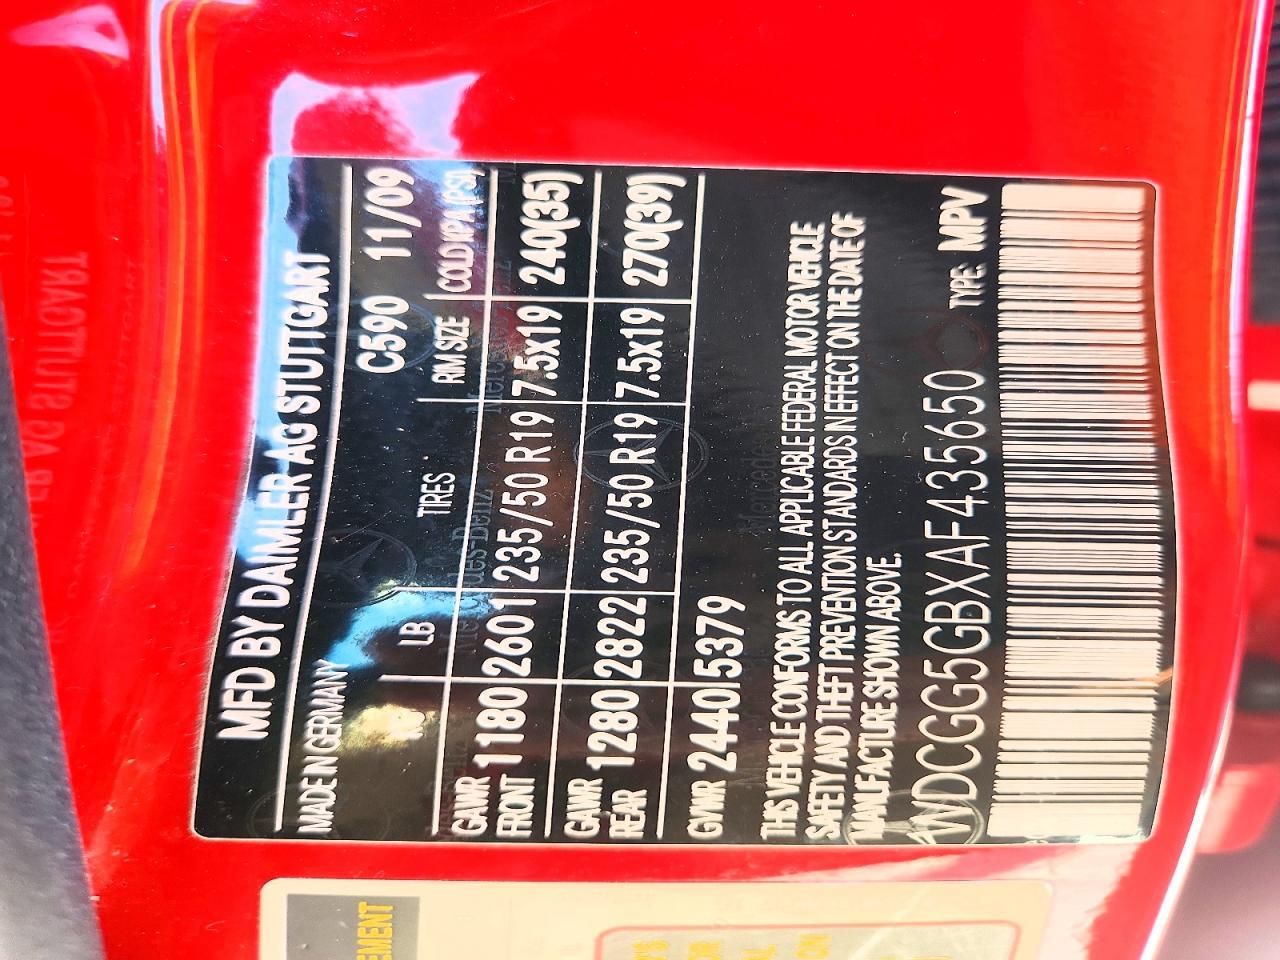 MFD BY DAIMLER AG STUTTGART
MADE IN GERMANY C590 11/09
KG LB TIRES RIM SIZE COLD KPA (PSI)
GAWR FRONT 1180 2601 235/50 R19 7.5x19 240(35)
GAWR REAR 1280 2822 235/50 R19 7.5x19 270(39)
GVWR 2440 5379
THIS VEHICLE CONFORMS TO ALL APPLICABLE FEDERAL MOTOR VEHICLE
SAFETY AND THEFT PREVENTION STANDARDS IN EFFECT ON THE DATE OF
MANUFACTURE SHOWN ABOVE.
WDCGG5GBXAF435650 TYPE: MPV